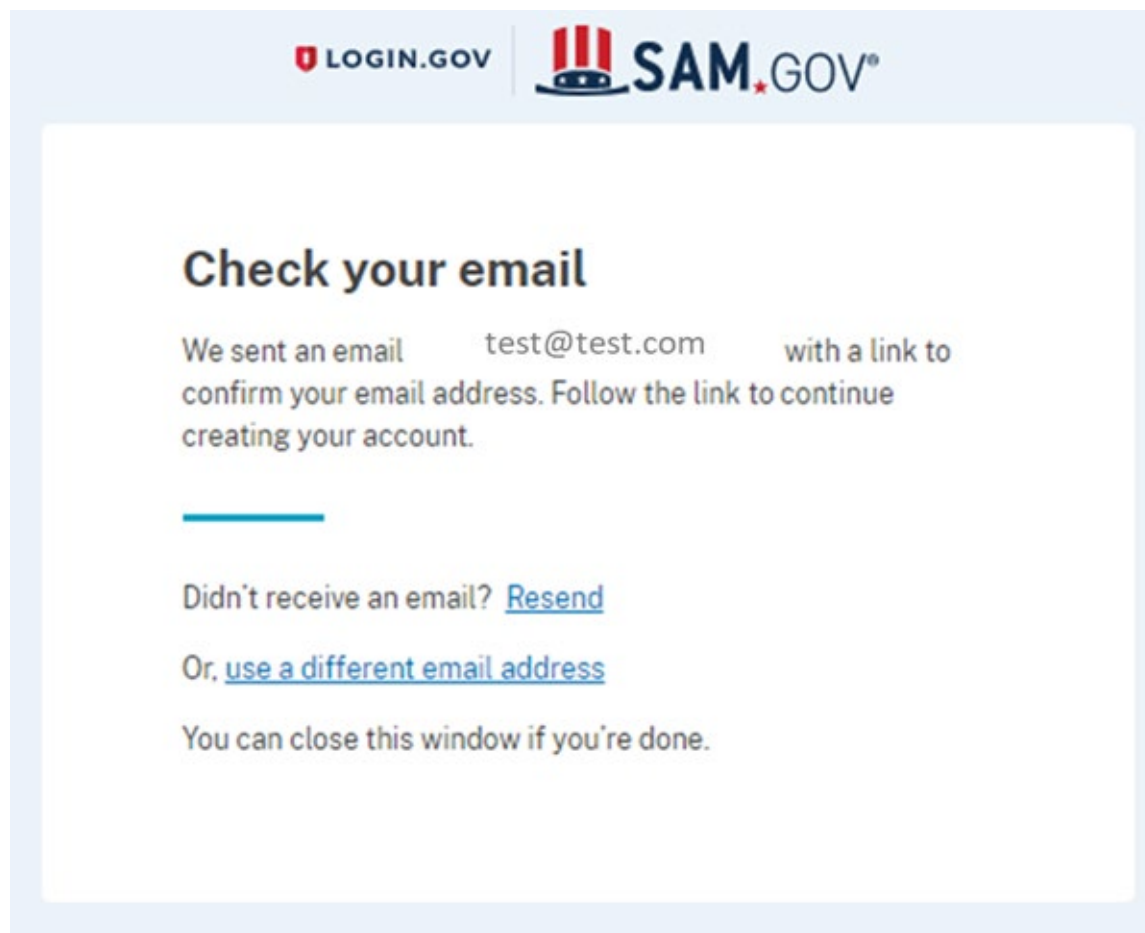 LOGIN.GOV SAM.GOV®
Check your email
We sent an email test@test.com with a link to
confirm your email address. Follow the link to continue
creating your account.
Didn't receive an email? Resend
Or, use a different email address
You can close this window if you're done.